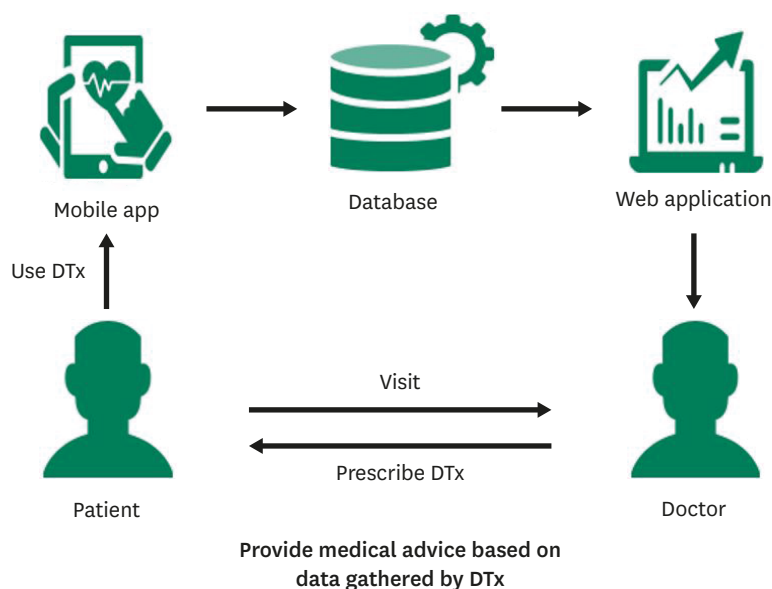 Mobile app
Database
Web application
Use DTx
Visit
Prescribe DTx
Patient
Doctor
Provide medical advice based on
data gathered by DTx